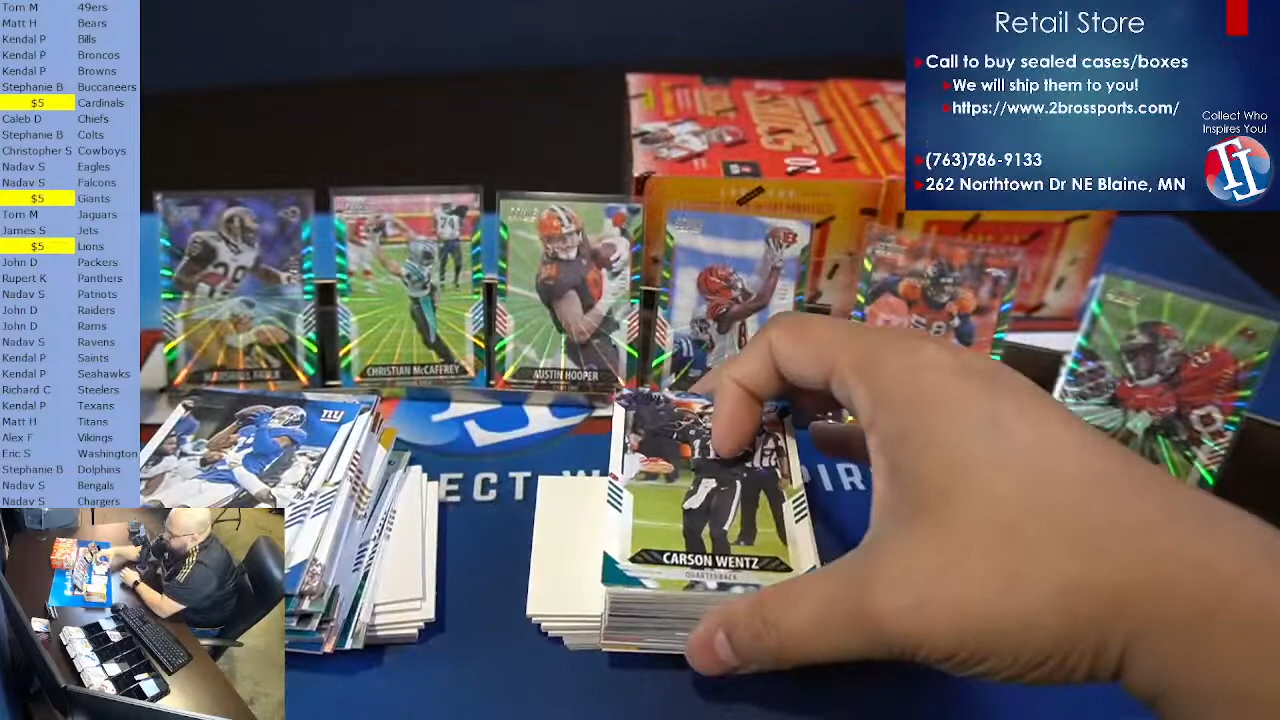 Tom M 49ers
Matt H Bears
Kendal P Bills
Kendal P Broncos
Kendal P Browns
Stephanie B Buccaneers
$5 Cardinals
Caleb D Chiefs
Stephanie B Colts
Christopher S Cowboys
Nadav S Eagles
Nadav S Falcons
$5 Giants
Tom M Jaguars
James S Jets
$5 Lions
John D Packers
Rupert K Panthers
Nadav S Patriots
John D Raiders
John D Rams
Nadav S Ravens
Kendal P Saints
Kendal P Seahawks
Richard C Steelers
Kendal P Texans
Matt H Titans
Alex F Vikings
Eric S Washington
Stephanie B Dolphins
Nadav S Bengals
Nadav S Chargers
Retail Store
Call to buy sealed cases/boxes
We will ship them to you!
https://www.2brossports.com/
(763)786-9133
262 Northtown Dr NE Blaine, MN
Collect Who
Inspires You!
CHRISTIAN McCAFFREY
AUSTIN HOOPER
ny
CARSON WENTZ
QUARTERBACK